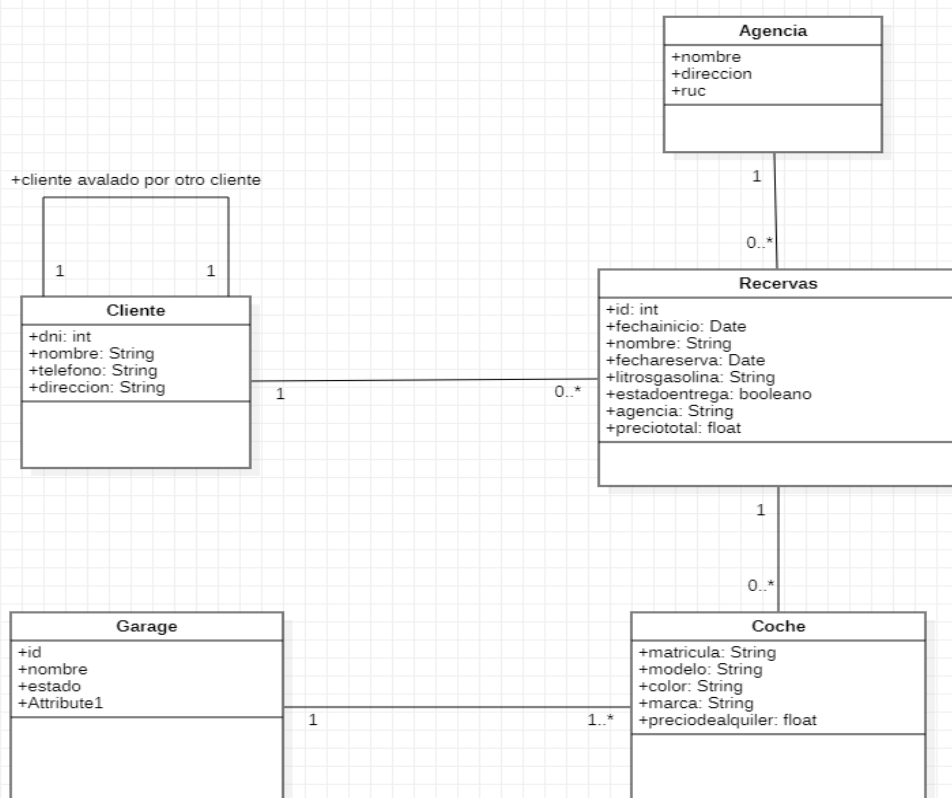 Agencia
+nombre
+direccion
+ruc
1
0..*
+cliente avalado por otro cliente
1 1
Cliente
+dni: int
+nombre: String
+telefono: String
+direccion: String
1
0..*
Recervas
+id: int
+fechainicio: Date
+nombre: String
+fechareserva: Date
+litrosgasolina: String
+estadoentrega: booleano
+agencia: String
+preciototal: float
1
0..*
Garage
+id
+nombre
+estado
+Attribute1
1
1..*
Coche
+matricula: String
+modelo: String
+color: String
+marca: String
+preciodealquiler: float